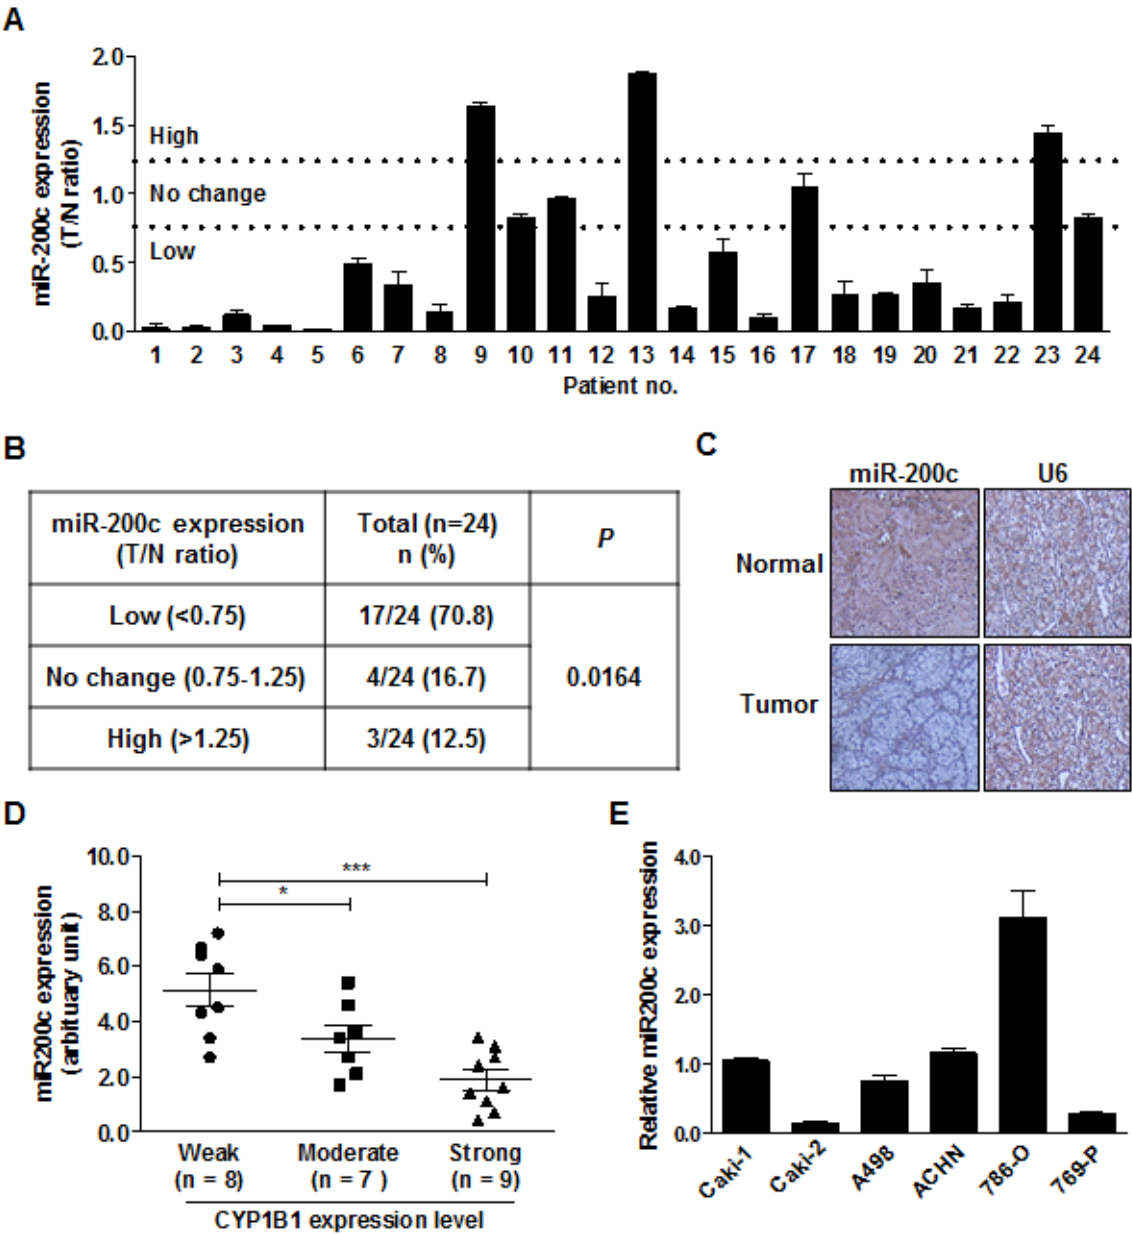 A
miR-200c expression
(T/N ratio)
2.0
1.5
1.0
0.5
0.0
High
No change
Low
1 2 3 4 5 6 7 8 9 10 11 12 13 14 15 16 17 18 19 20 21 22 23 24
Patient no.
B
miR-200c expression
(T/N ratio)
Total (n=24)
n (%)
P
Low (<0.75)
17/24 (70.8)
No change (0.75-1.25)
4/24 (16.7)
0.0164
High (>1.25)
3/24 (12.5)
C
miR-200c U6
Normal
Tumor
D
miR200c expression
(arbituary unit)
10.0
8.0
6.0
4.0
2.0
0.0
***
*
Weak
(n = 8)
Moderate
(n = 7 )
Strong
(n = 9)
CYP1B1 expression level
E
Relative miR200c expression
4.0
3.0
2.0
1.0
0.0
Caki-1
Caki-2
A498
ACHN
786-O
769-P